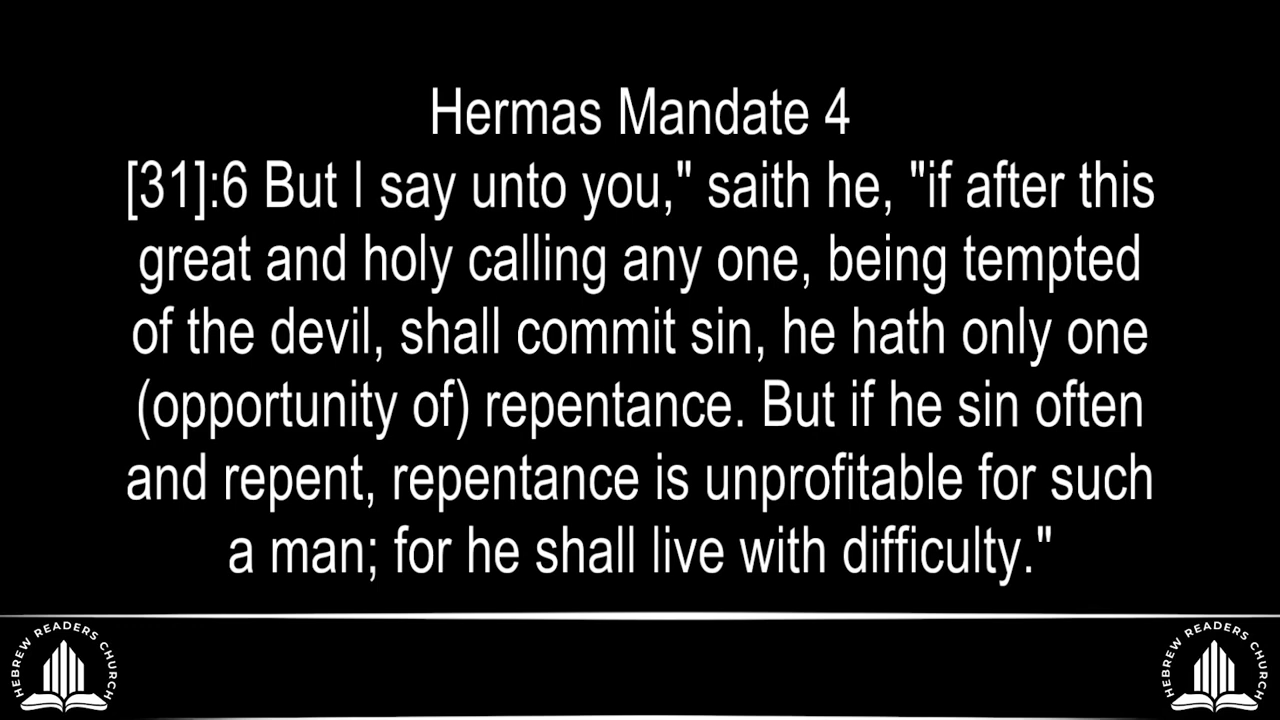 Hermas Mandate 4
[31]:6 But I say unto you," saith he, "if after this
great and holy calling any one, being tempted
of the devil, shall commit sin, he hath only one
(opportunity of) repentance. But if he sin often
and repent, repentance is unprofitable for such
a man; for he shall live with difficulty."
HEBREW READERS CHURCH
HEBREW READERS CHURCH